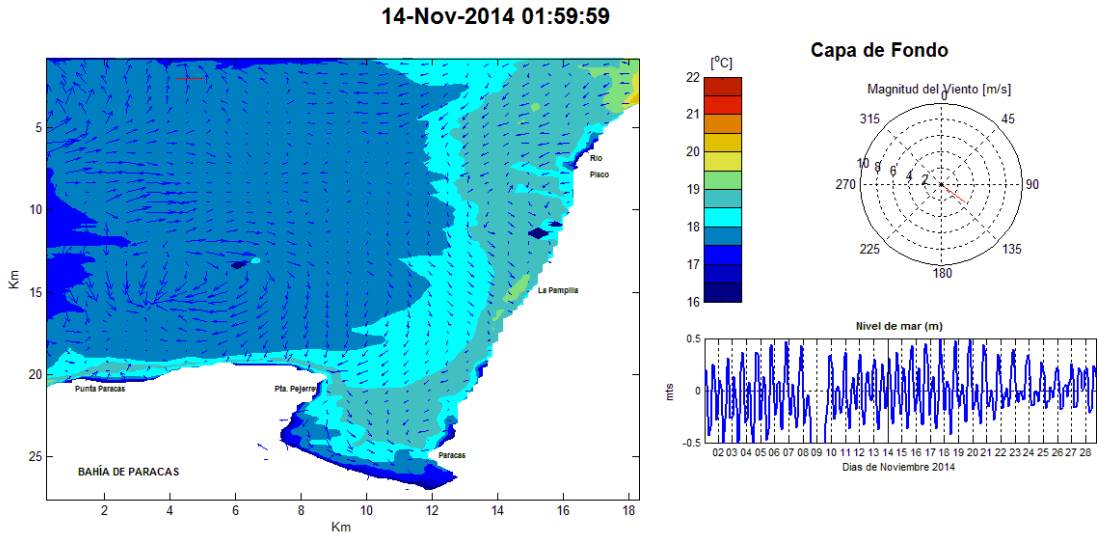 14-Nov-2014 01:59:59
Capa de Fondo
[°C]
22
21
20
19
18
17
16
Magnitud del Viento [m/s]
0
45
90
135
180
225
270
315
10
8
6
4
2
Km
5
10
15
20
25
2 4 6 8 10 12 14 16 18
Km
Rio
Pisco
La Pampilla
Punta Paracas
Pta. Pejerrey
Paracas
BAHÍA DE PARACAS
Nivel de mar (m)
mts
0.5
0
-0.5
02 03 04 05 06 07 08 09 10 11 12 13 14 15 16 17 18 19 20 21 22 23 24 25 26 27 28
Dias de Noviembre 2014